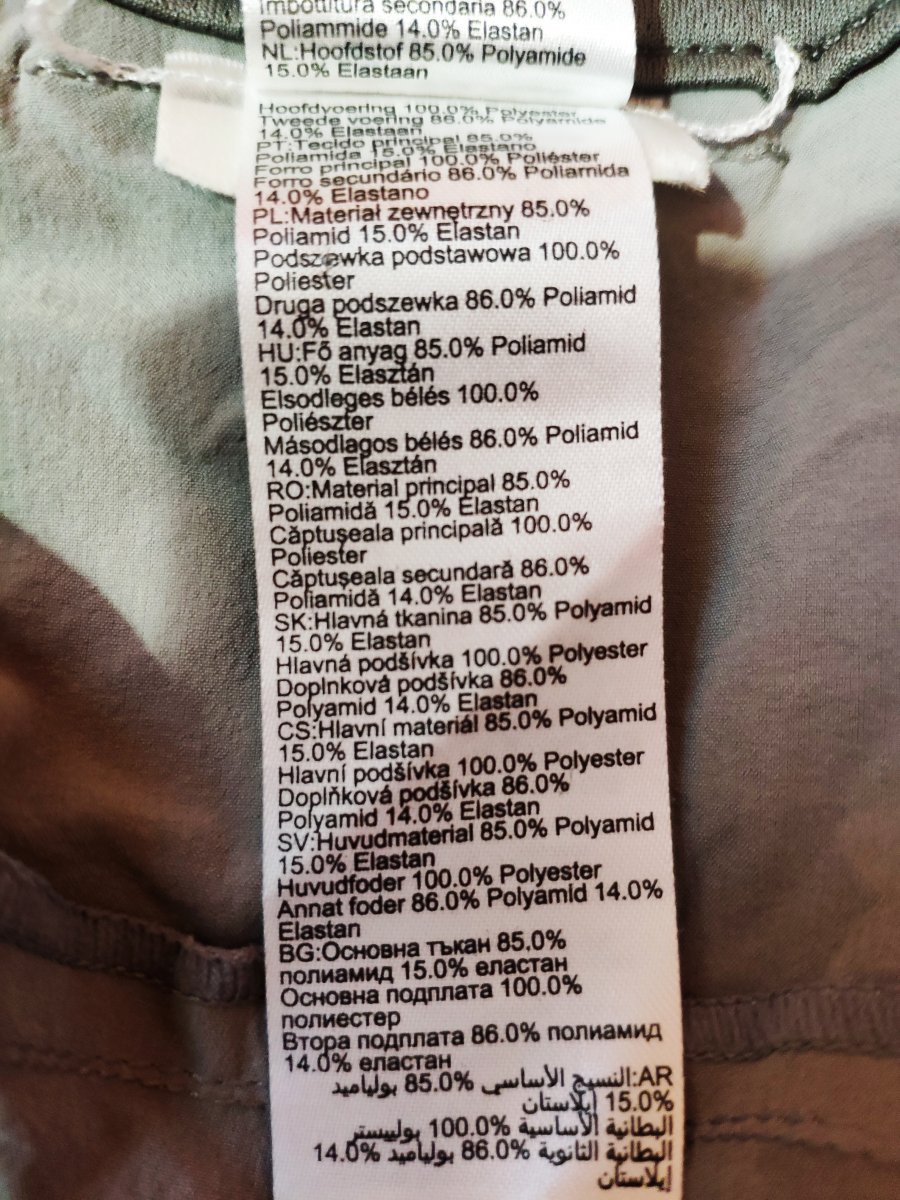 Imbottitura secondaria 86.0%
Poliammide 14.0% Elastan
NL:Hoofdstof 85.0% Polyamide
15.0% Elastaan
Hoofdvoering 100.0% Polyester
Tweede voering 86.0% Polyamide
14.0% Elastaan
PT:Tecido principal 85.0%
Poliamida 15.0% Elastano
Forro principal 100.0% Poliéster
Forro secundário 86.0% Poliamida
14.0% Elastano
PL:Materiał zewnętrzny 85.0%
Poliamid 15.0% Elastan
Podszewka podstawowa 100.0%
Poliester
Druga podszewka 86.0% Poliamid
14.0% Elastan
HU:Fő anyag 85.0% Poliamid
15.0% Elasztán
Elsodleges bélés 100.0%
Poliészter
Másodlagos bélés 86.0% Poliamid
14.0% Elasztán
RO:Material principal 85.0%
Poliamidă 15.0% Elastan
Căptușeala principală 100.0%
Poliester
Căptușeala secundară 86.0%
Poliamidă 14.0% Elastan
SK:Hlavná tkanina 85.0% Polyamid
15.0% Elastan
Hlavná podšívka 100.0% Polyester
Doplnková podšívka 86.0%
Polyamid 14.0% Elastan
CS:Hlavní materiál 85.0% Polyamid
15.0% Elastan
Hlavní podšívka 100.0% Polyester
Doplňková podšívka 86.0%
Polyamid 14.0% Elastan
SV:Huvudmaterial 85.0% Polyamid
15.0% Elastan
Huvudfoder 100.0% Polyester
Annat foder 86.0% Polyamid 14.0%
Elastan
BG:Основна тъкан 85.0%
полиамид 15.0% еластан
Основна подплата 100.0%
полиестер
Втора подплата 86.0% полиамид
14.0% еластан
AR:النسيج الأساسي 85.0% بولياميد
15.0% إيلاستان
البطانية الأساسية 100.0% بولييستر
البطانية الثانوية 86.0% بولياميد 14.0%
إيلاستان